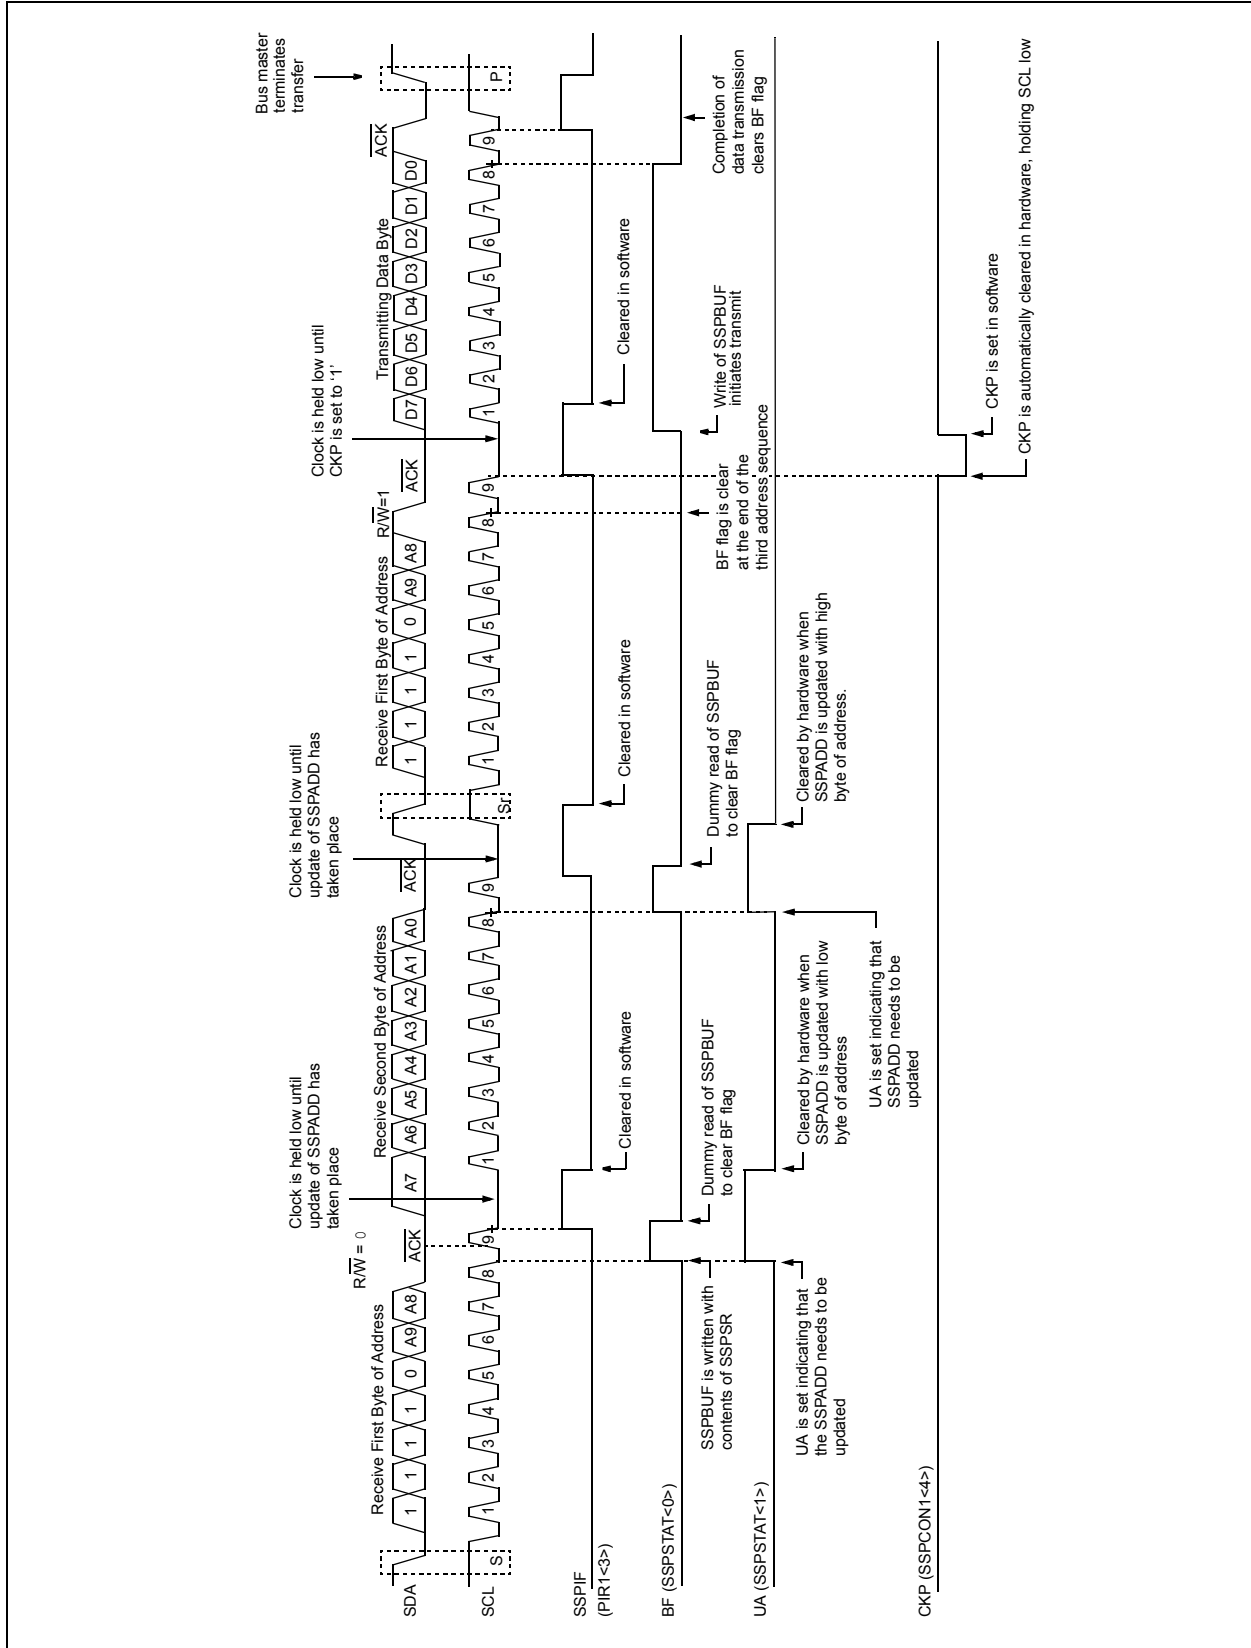 Bus master
terminates
transfer
Clock is held low until
update of SSPADD has
taken place
Clock is held low until
update of SSPADD has
taken place
Clock is held low until
CKP is set to ‘1’
R/W = 0
R/W=1
Receive First Byte of Address
ACK
Receive Second Byte of Address
ACK
Receive First Byte of Address
ACK
Transmitting Data Byte
ACK
SDA
1 1 1 1 0 A9 A8
A7 A6 A5 A4 A3 A2 A1 A0
1 1 1 1 0 A9 A8
D7 D6 D5 D4 D3 D2 D1 D0
SCL
S
1 2 3 4 5 6 7 8 9
1 2 3 4 5 6 7 8 9
Sr
1 2 3 4 5 6 7 8 9
1 2 3 4 5 6 7 8 9
P
SSPIF
(PIR1<3>)
Cleared in software
Cleared in software
Cleared in software
BF (SSPSTAT<0>)
SSPBUF is written with
contents of SSPSR
Dummy read of SSPBUF
to clear BF flag
Dummy read of SSPBUF
to clear BF flag
BF flag is clear
at the end of the
third address sequence
Write of SSPBUF
initiates transmit
Completion of
data transmission
clears BF flag
UA (SSPSTAT<1>)
UA is set indicating that
the SSPADD needs to be
updated
Cleared by hardware when
SSPADD is updated with low
byte of address
UA is set indicating that
SSPADD needs to be
updated
Cleared by hardware when
SSPADD is updated with high
byte of address.
CKP (SSPCON1<4>)
CKP is set in software
CKP is automatically cleared in hardware, holding SCL low